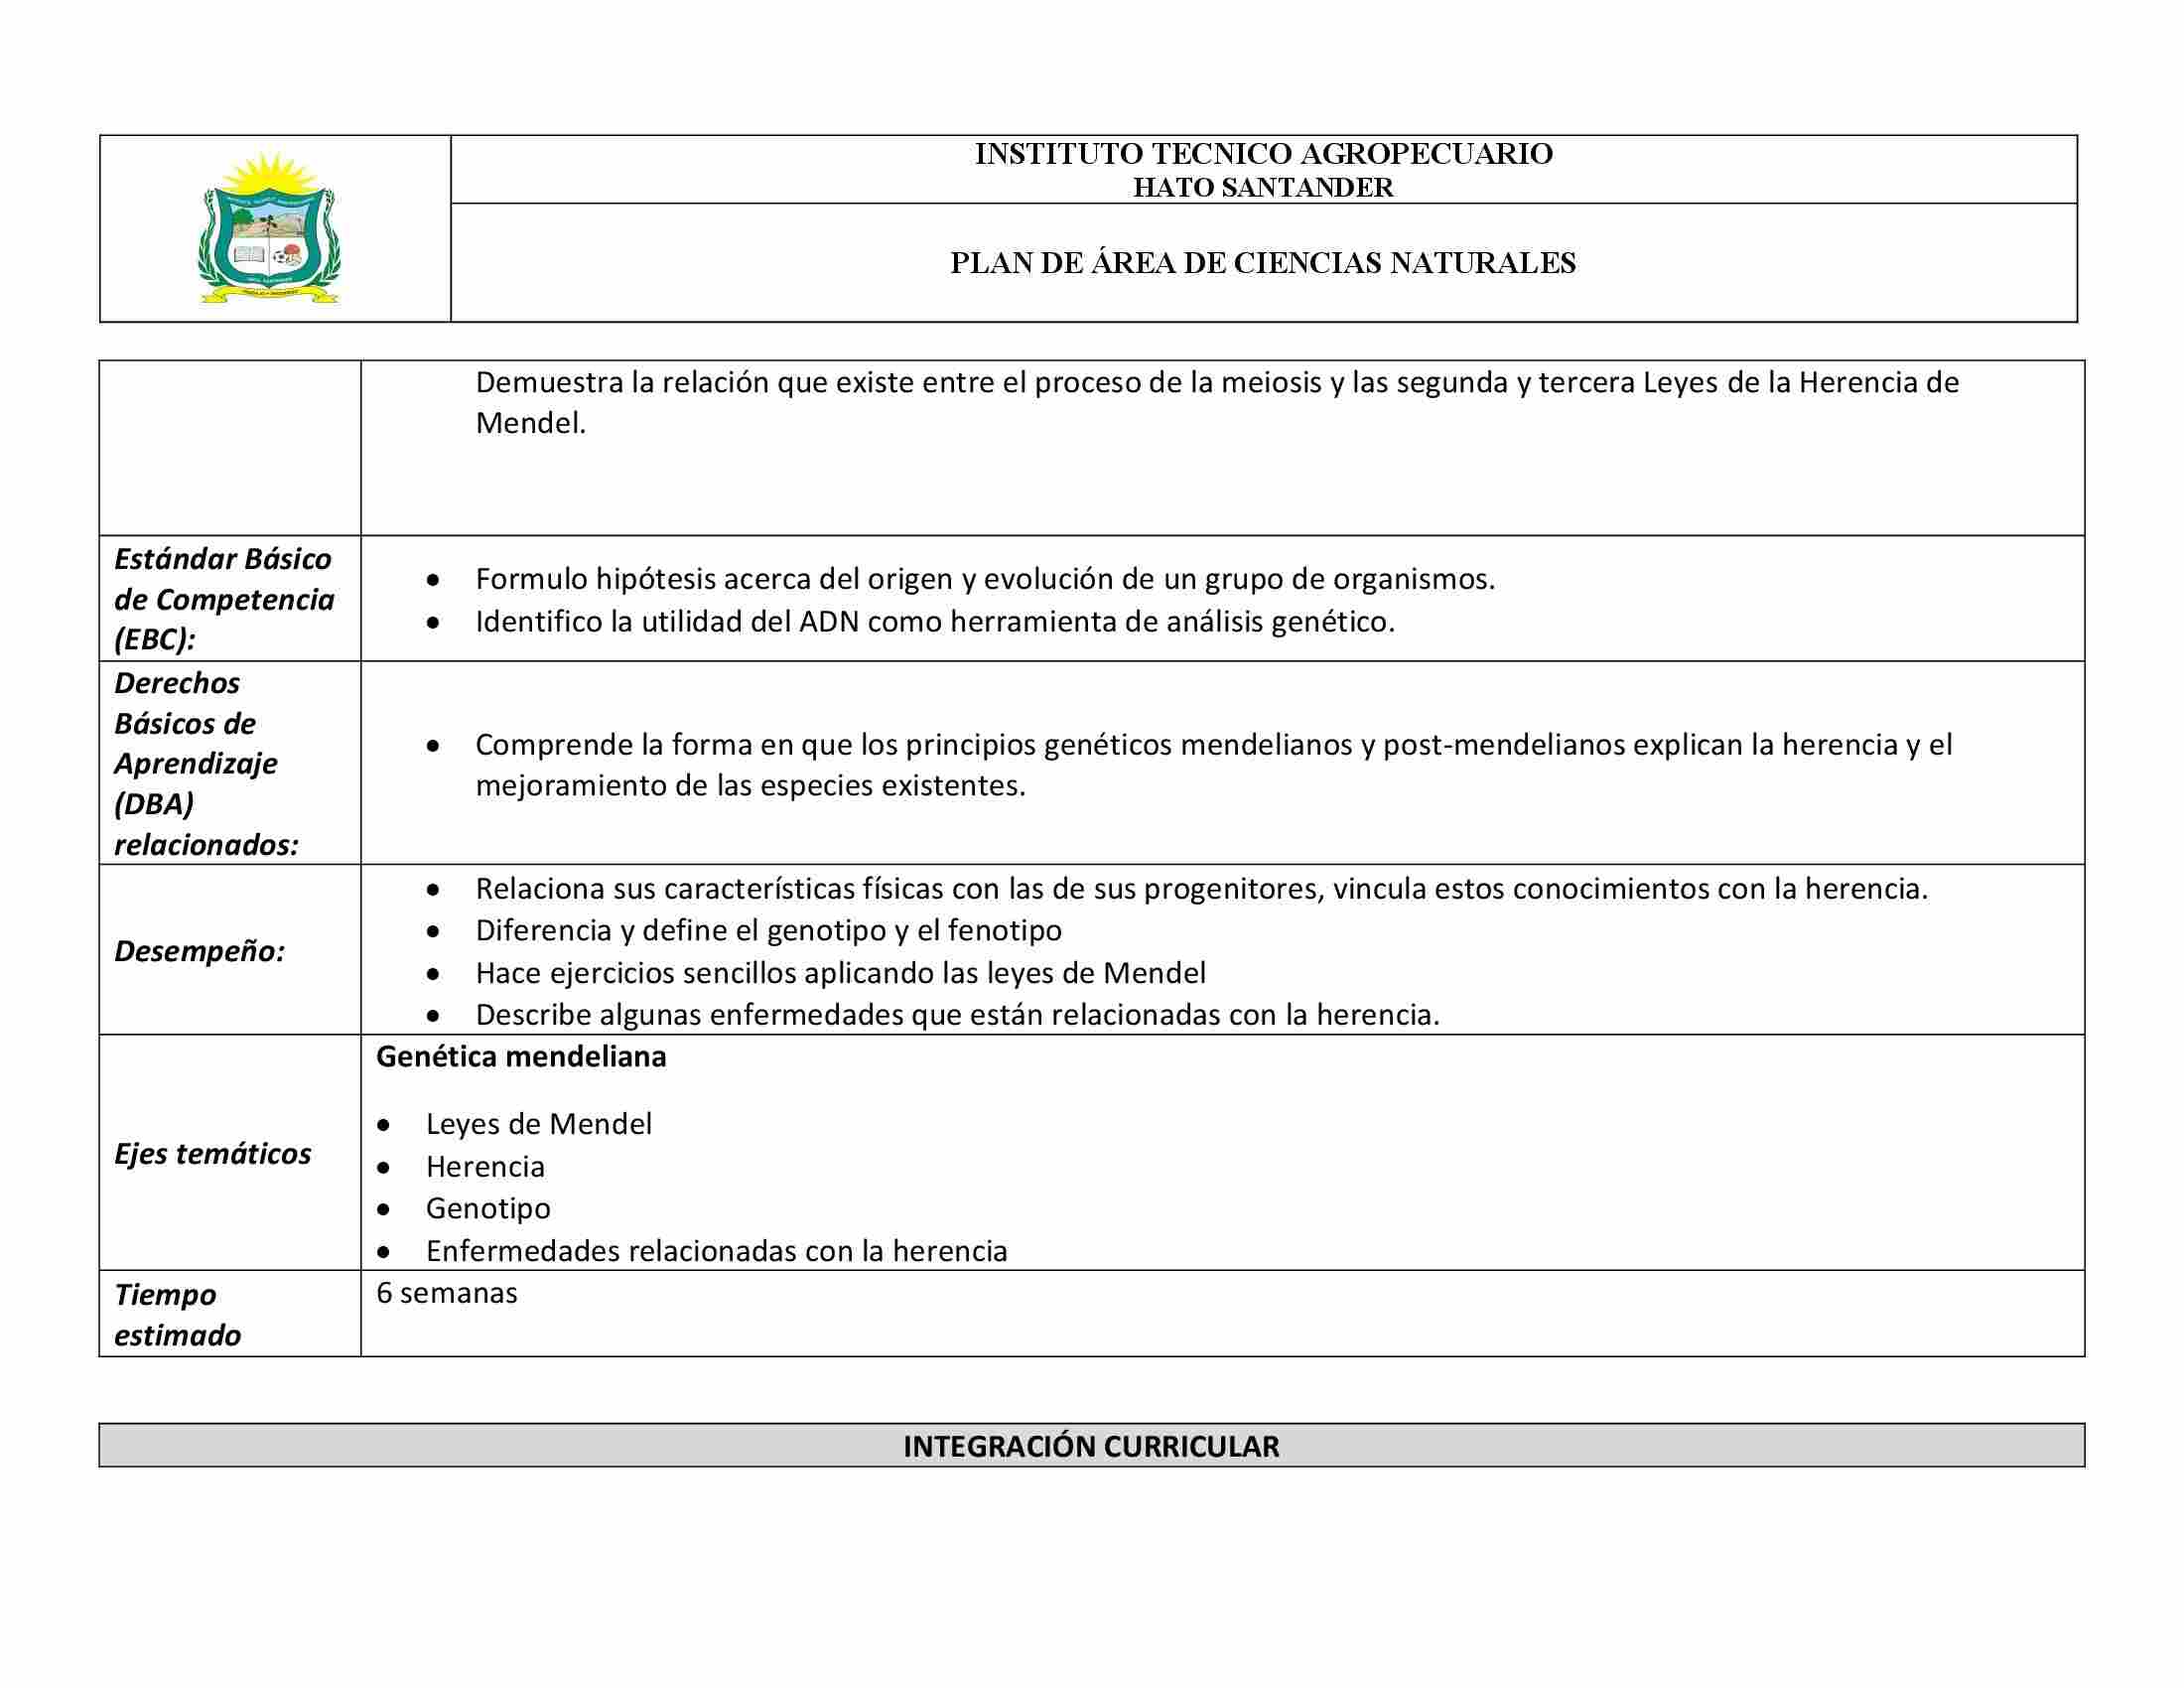 INSTITUTO TECNICO AGROPECUARIO
HATO SANTANDER
PLAN DE ÁREA DE CIENCIAS NATURALES
Demuestra la relación que existe entre el proceso de la meiosis y las segunda y tercera Leyes de la Herencia de
Mendel.
Estándar Básico
de Competencia
(EBC):
• Formulo hipótesis acerca del origen y evolución de un grupo de organismos.
• Identifico la utilidad del ADN como herramienta de análisis genético.
Derechos
Básicos de
Aprendizaje
(DBA)
relacionados:
• Comprende la forma en que los principios genéticos mendelianos y post-mendelianos explican la herencia y el
mejoramiento de las especies existentes.
Desempeño:
• Relaciona sus características físicas con las de sus progenitores, vincula estos conocimientos con la herencia.
• Diferencia y define el genotipo y el fenotipo
• Hace ejercicios sencillos aplicando las leyes de Mendel
• Describe algunas enfermedades que están relacionadas con la herencia.
Ejes temáticos
Genética mendeliana
• Leyes de Mendel
• Herencia
• Genotipo
• Enfermedades relacionadas con la herencia
Tiempo
estimado
6 semanas
INTEGRACIÓN CURRICULAR